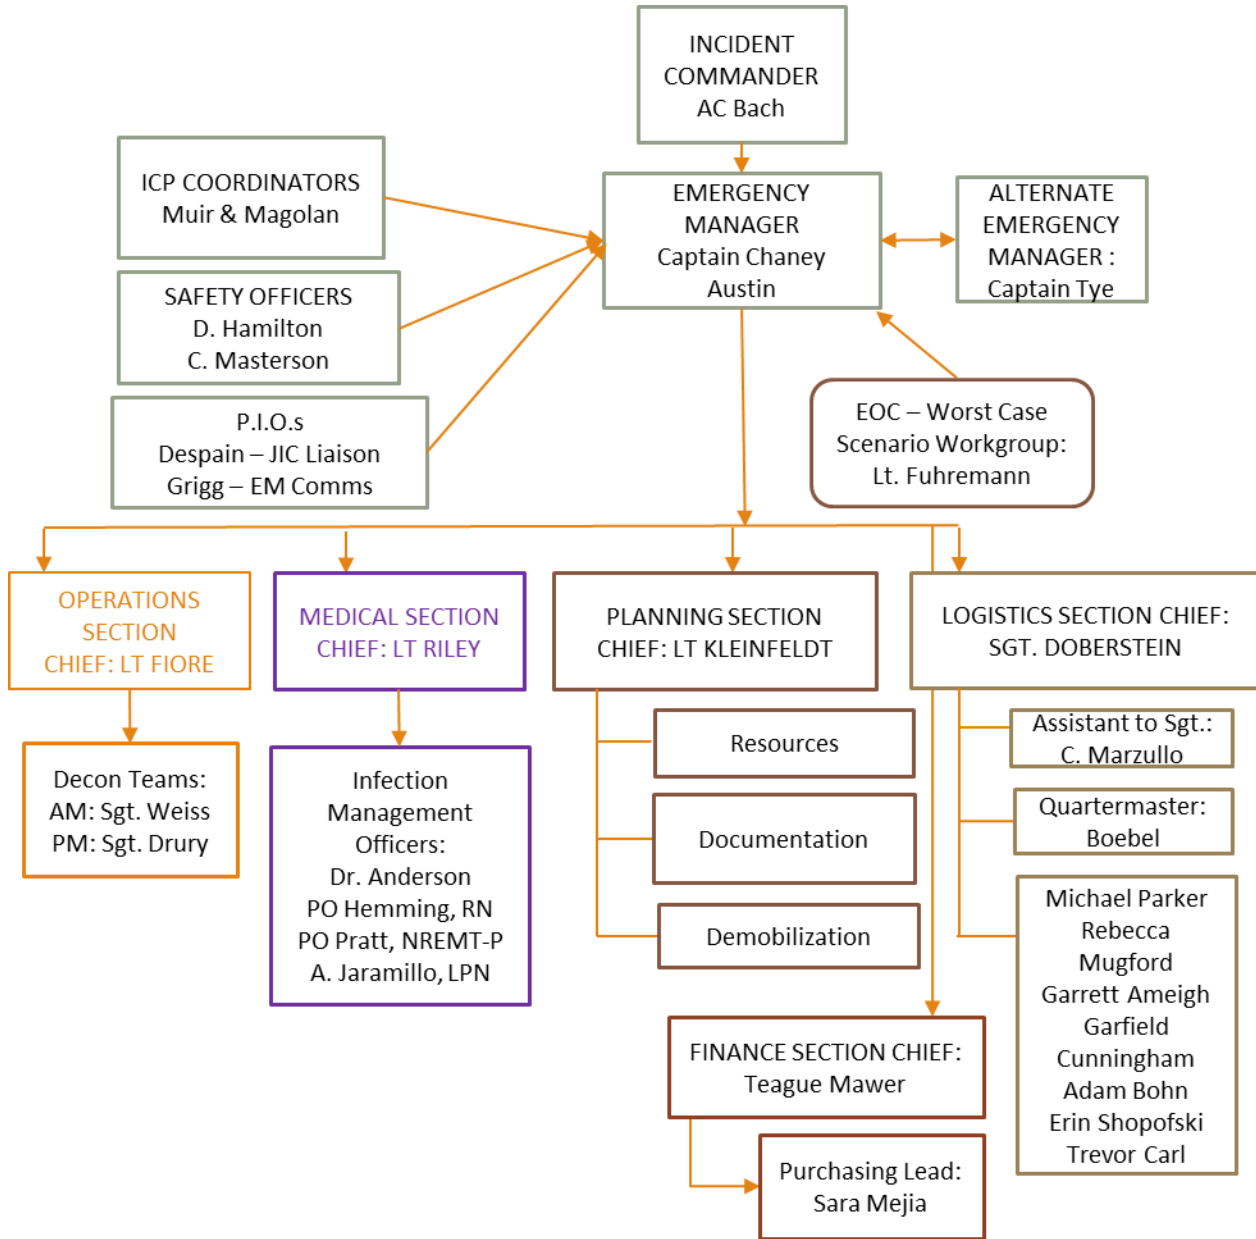 INCIDENT
COMMANDER
AC Bach
ICP COORDINATORS
Muir & Magolan
EMERGENCY
MANAGER
Captain Chaney
Austin
ALTERNATE
EMERGENCY
MANAGER :
Captain Tye
SAFETY OFFICERS
D. Hamilton
C. Masterson
P.I.O.s
Despain – JIC Liaison
Grigg – EM Comms
EOC – Worst Case
Scenario Workgroup:
Lt. Fuhremann
OPERATIONS
SECTION
CHIEF: LT FIORE
MEDICAL SECTION
CHIEF: LT RILEY
PLANNING SECTION
CHIEF: LT KLEINFELDT
LOGISTICS SECTION CHIEF:
SGT. DOBERSTEIN
Decon Teams:
AM: Sgt. Weiss
PM: Sgt. Drury
Infection
Management
Officers:
Dr. Anderson
PO Hemming, RN
PO Pratt, NREMT-P
A. Jaramillo, LPN
Resources
Documentation
Demobilization
Assistant to Sgt.:
C. Marzullo
Quartermaster:
Boebel
Michael Parker
Rebecca
Mugford
Garrett Ameigh
Garfield
Cunningham
Adam Bohn
Erin Shopofski
Trevor Carl
FINANCE SECTION CHIEF:
Teague Mawer
Purchasing Lead:
Sara Mejia